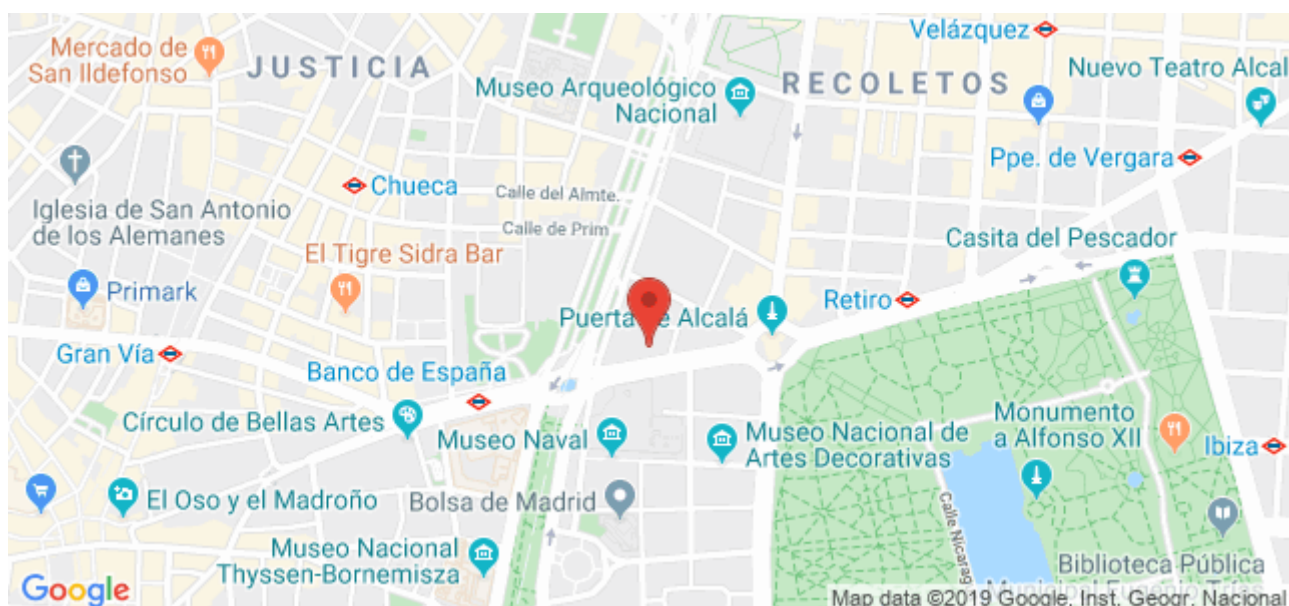 Velázquez
Mercado de
San Ildefonso
JUSTICIA
Museo Arqueológico
Nacional
RECOLETOS
Nuevo Teatro Alcal
Ppe. de Vergara
Chueca
Calle del Almte.
Calle de Prim
Iglesia de San Antonio
de los Alemanes
El Tigre Sidra Bar
Casita del Pescador
Primark
Puerta de Alcalá
Retiro
Gran Vía
Banco de España
Círculo de Bellas Artes
Museo Naval
Museo Nacional de
Artes Decorativas
Monumento
a Alfonso XII
Ibiza
El Oso y el Madroño
Bolsa de Madrid
Museo Nacional
Thyssen-Bornemisza
Calle Nicarag
Biblioteca Pública
Google
Map data ©2019 Google, Inst. Geogr. Nacional